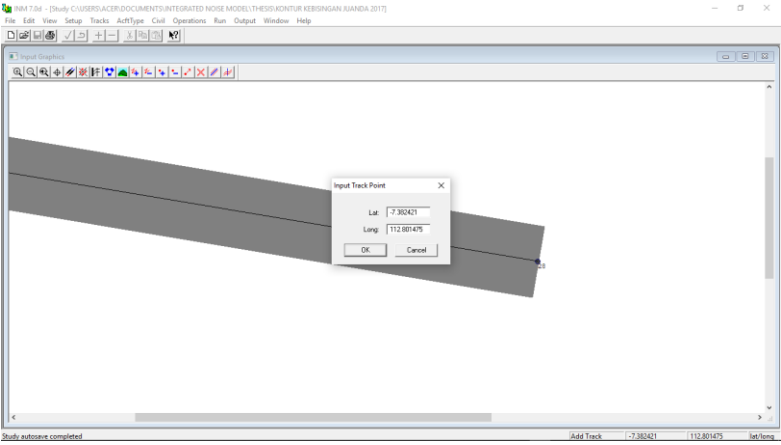 INM 7.0d - [Study C:\USERS\ACER\DOCUMENTS\INTEGRATED NOISE MODEL\THESIS\KONTUR KEBISINGAN JUANDA 2017]
File Edit View Setup Tracks AcftType Civil Operations Run Output Window Help
Input Graphics
Input Track Point
Lat: -7.382421
Long: 112.801475
OK Cancel
Study autosave completed Add Track -7.382421 112.801475 lat/long